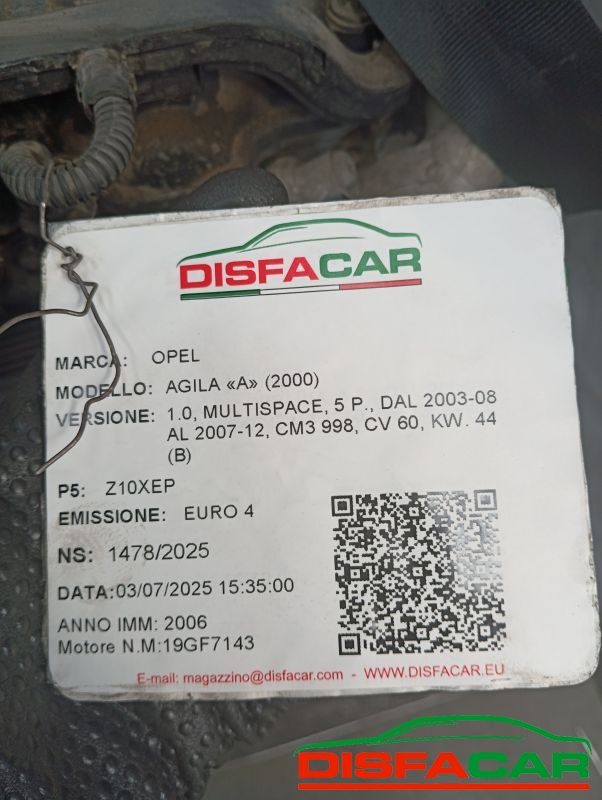 DISFACAR
MARCA: OPEL
MODELLO: AGILA «A» (2000)
VERSIONE: 1.0, MULTISPACE, 5 P., DAL 2003-08
AL 2007-12, CM3 998, CV 60, KW. 44
(B)
P5: Z10XEP
EMISSIONE: EURO 4
NS: 1478/2025
DATA:03/07/2025 15:35:00
ANNO IMM: 2006
Motore N.M:19GF7143
E-mail: magazzino@disfacar.com - WWW.DISFACAR.EU
DISFACAR